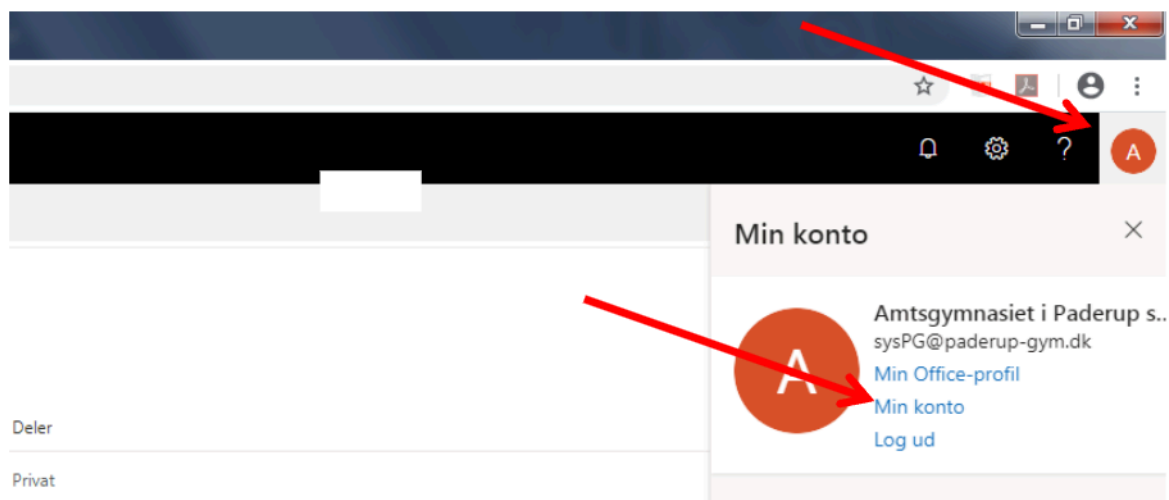 ?
A
Min konto
A
Amtsgymnasiet i Paderup s..
sysPG@paderup-gym.dk
Min Office-profil
Min konto
Log ud
Deler
Privat